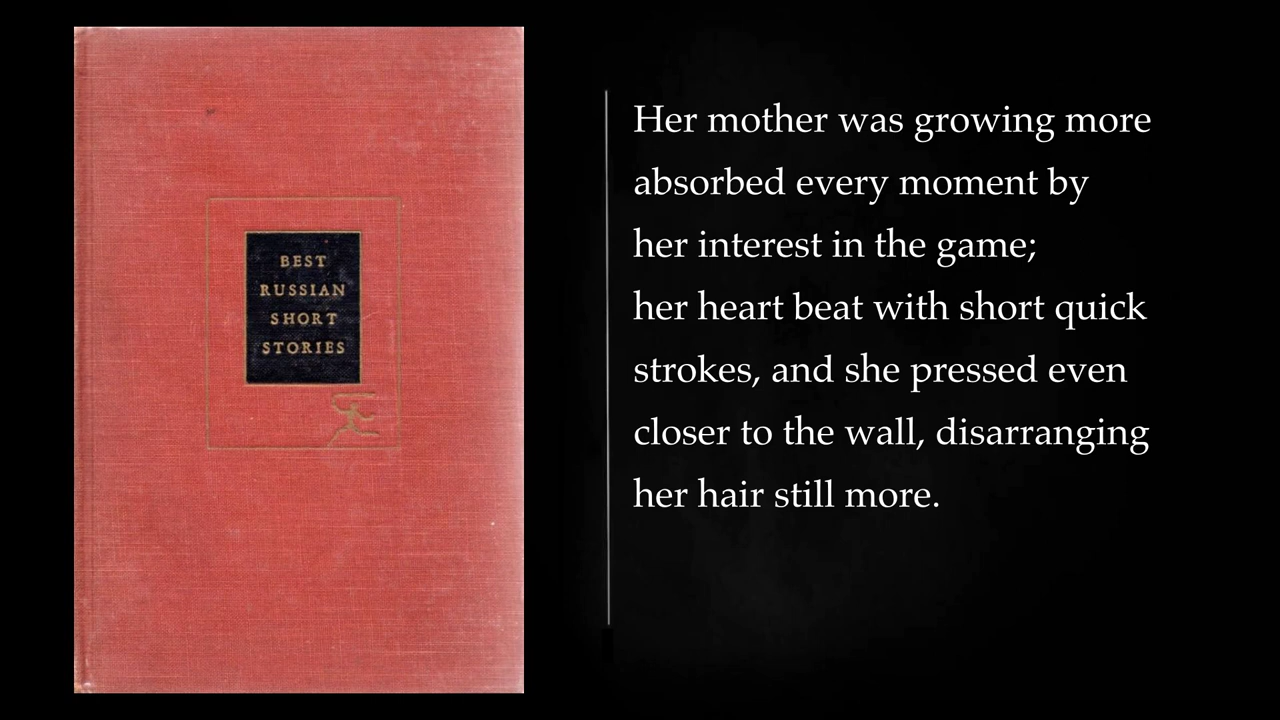 BEST
RUSSIAN
SHORT
STORIES
Her mother was growing more
absorbed every moment by
her interest in the game;
her heart beat with short quick
strokes, and she pressed even
closer to the wall, disarranging
her hair still more.